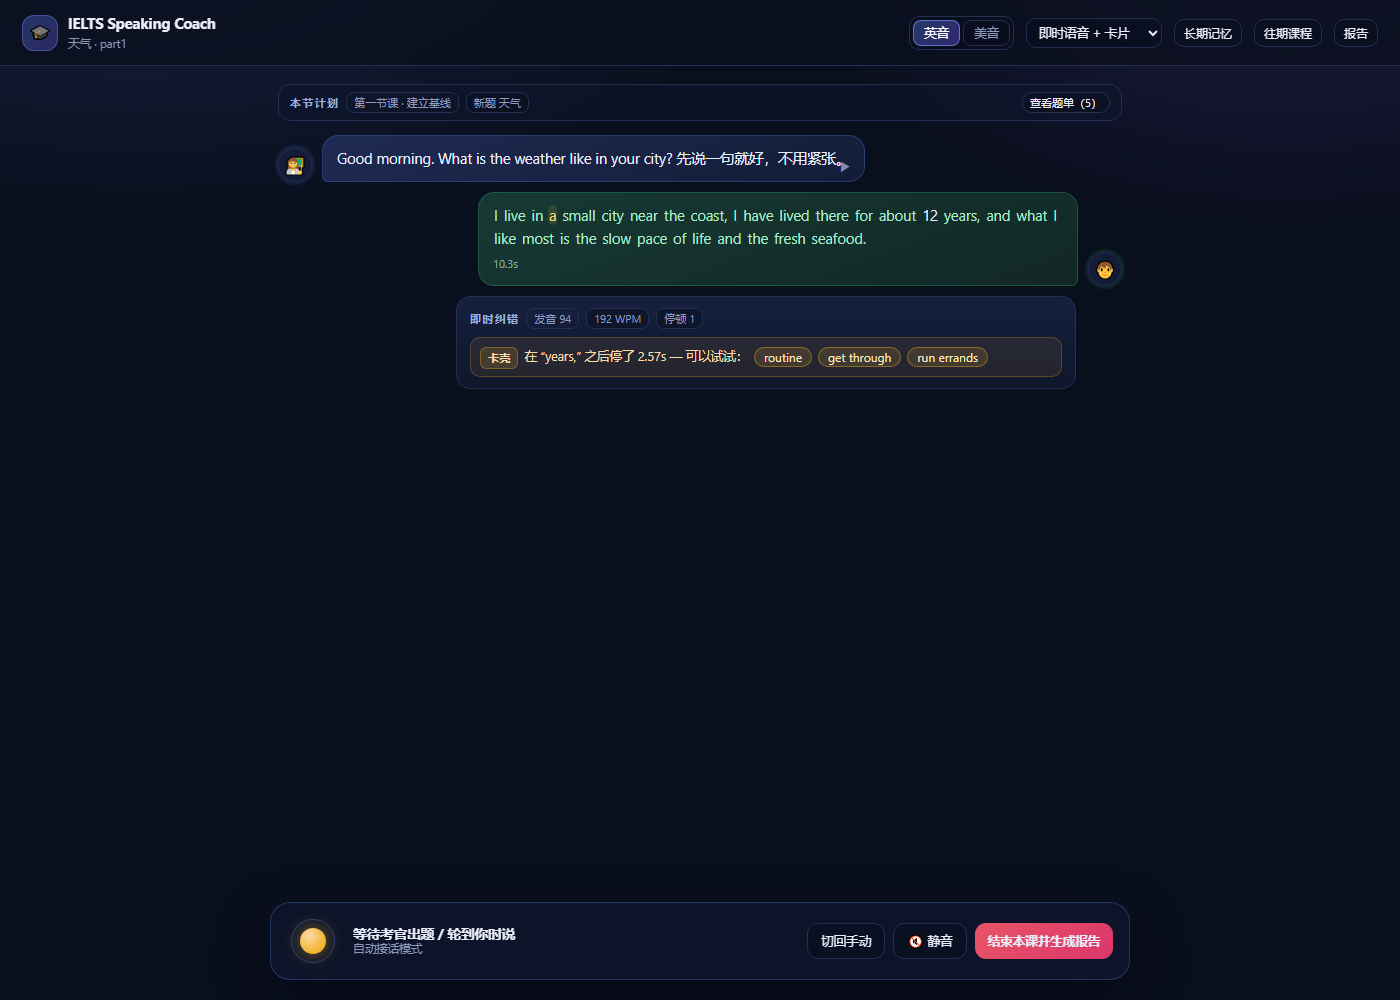 IELTS Speaking Coach
天气 · part1
英音
美音
即时语音 + 卡片
长期记忆
往期课程
报告
本节计划
第一节课 · 建立基线
新题 天气
查看题单（5）
Good morning. What is the weather like in your city? 先说一句就好，不用紧张。
I live in a small city near the coast, I have lived there for about 12 years, and what I
like most is the slow pace of life and the fresh seafood.
10.3s
即时纠错
发音 94
192 WPM
停顿 1
卡壳
在 “years,” 之后停了 2.57s — 可以试试：
routine
get through
run errands
等待考官出题 / 轮到你时说
自动接话模式
切回手动
静音
结束本课并生成报告